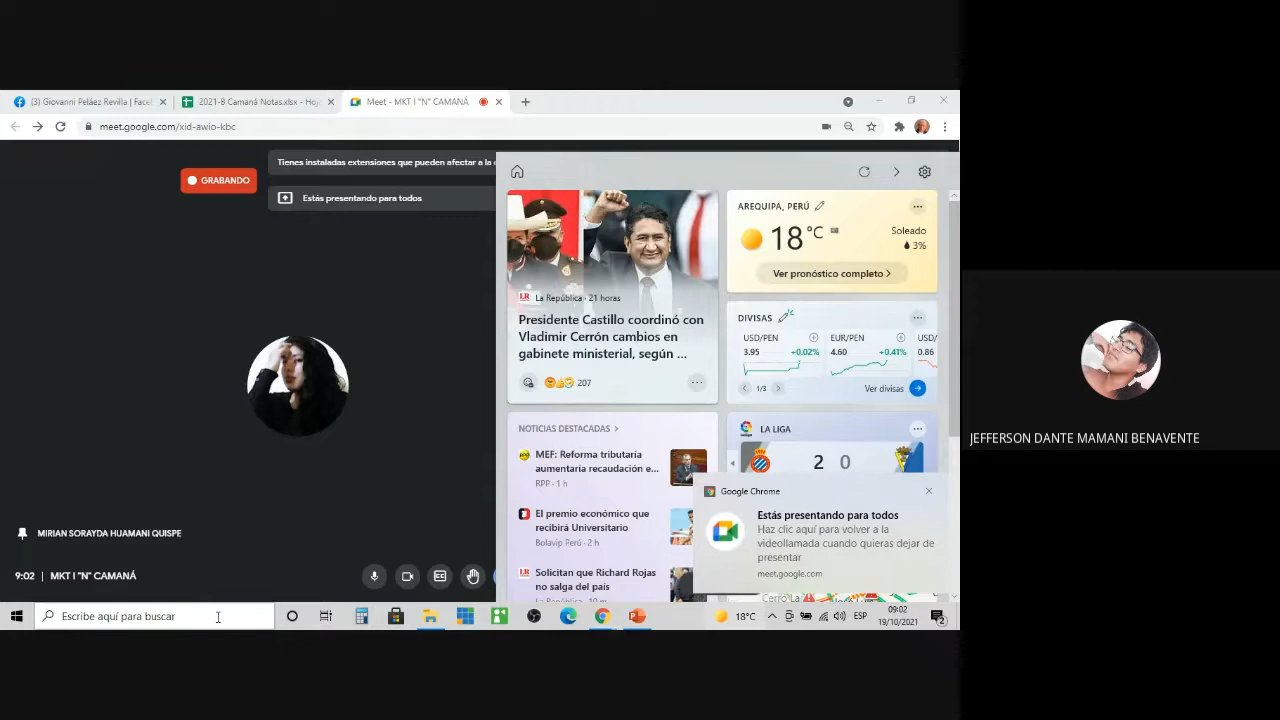 (3) Giovanni Peláez Revilla | Facel
2021-B Camaná Notas.xlsx - Hoj
Meet - MKT I "N" CAMANÁ
meet.google.com/xid-awio-kbc
GRABANDO
Tienes instaladas extensiones que pueden afectar a la
Estás presentando para todos
MIRIAN SORAYDA HUAMANI QUISPE
9:02 | MKT I "N" CAMANÁ
LR La República · 21 horas
Presidente Castillo coordinó con
Vladimir Cerrón cambios en
gabinete ministerial, según ...
207
AREQUIPA, PERÚ
18 °C
Soleado
3%
Ver pronóstico completo >
DIVISAS
USD/PEN
EUR/PEN
USD/
3.95
+0.02%
4.60
+0.41%
0.86
1/3
Ver divisas
NOTICIAS DESTACADAS >
MEF: Reforma tributaría
aumentaría recaudación e...
RPP · 1 h
El premio económico que
recibirá Universitario
Bolavip Perú · 2 h
LR
Solicitan que Richard Rojas
no salga del país
LA LIGA
2 0
Google Chrome
Estás presentando para todos
Haz clic aquí para volver a la
videollamada cuando quieras dejar de
presentar
meet.google.com
Escribe aquí para buscar
18°C
ESP
09:02
19/10/2021
2
JEFFERSON DANTE MAMANI BENAVENTE